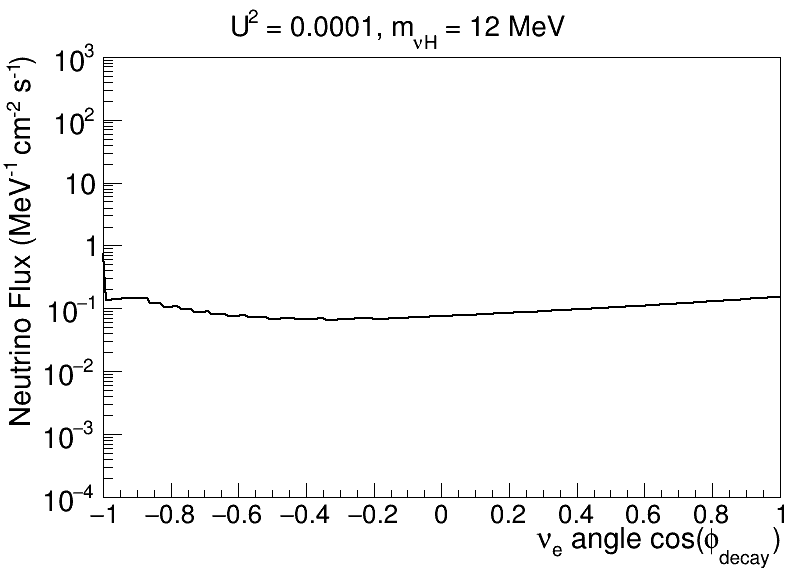 U² = 0.0001, m_νH = 12 MeV
Neutrino Flux (MeV⁻¹ cm⁻² s⁻¹)
10³
10²
10
1
10⁻¹
10⁻²
10⁻³
10⁻⁴
−1 −0.8 −0.6 −0.4 −0.2 0 0.2 0.4 0.6 0.8 1
ν_e angle cos(ϕ_decay)